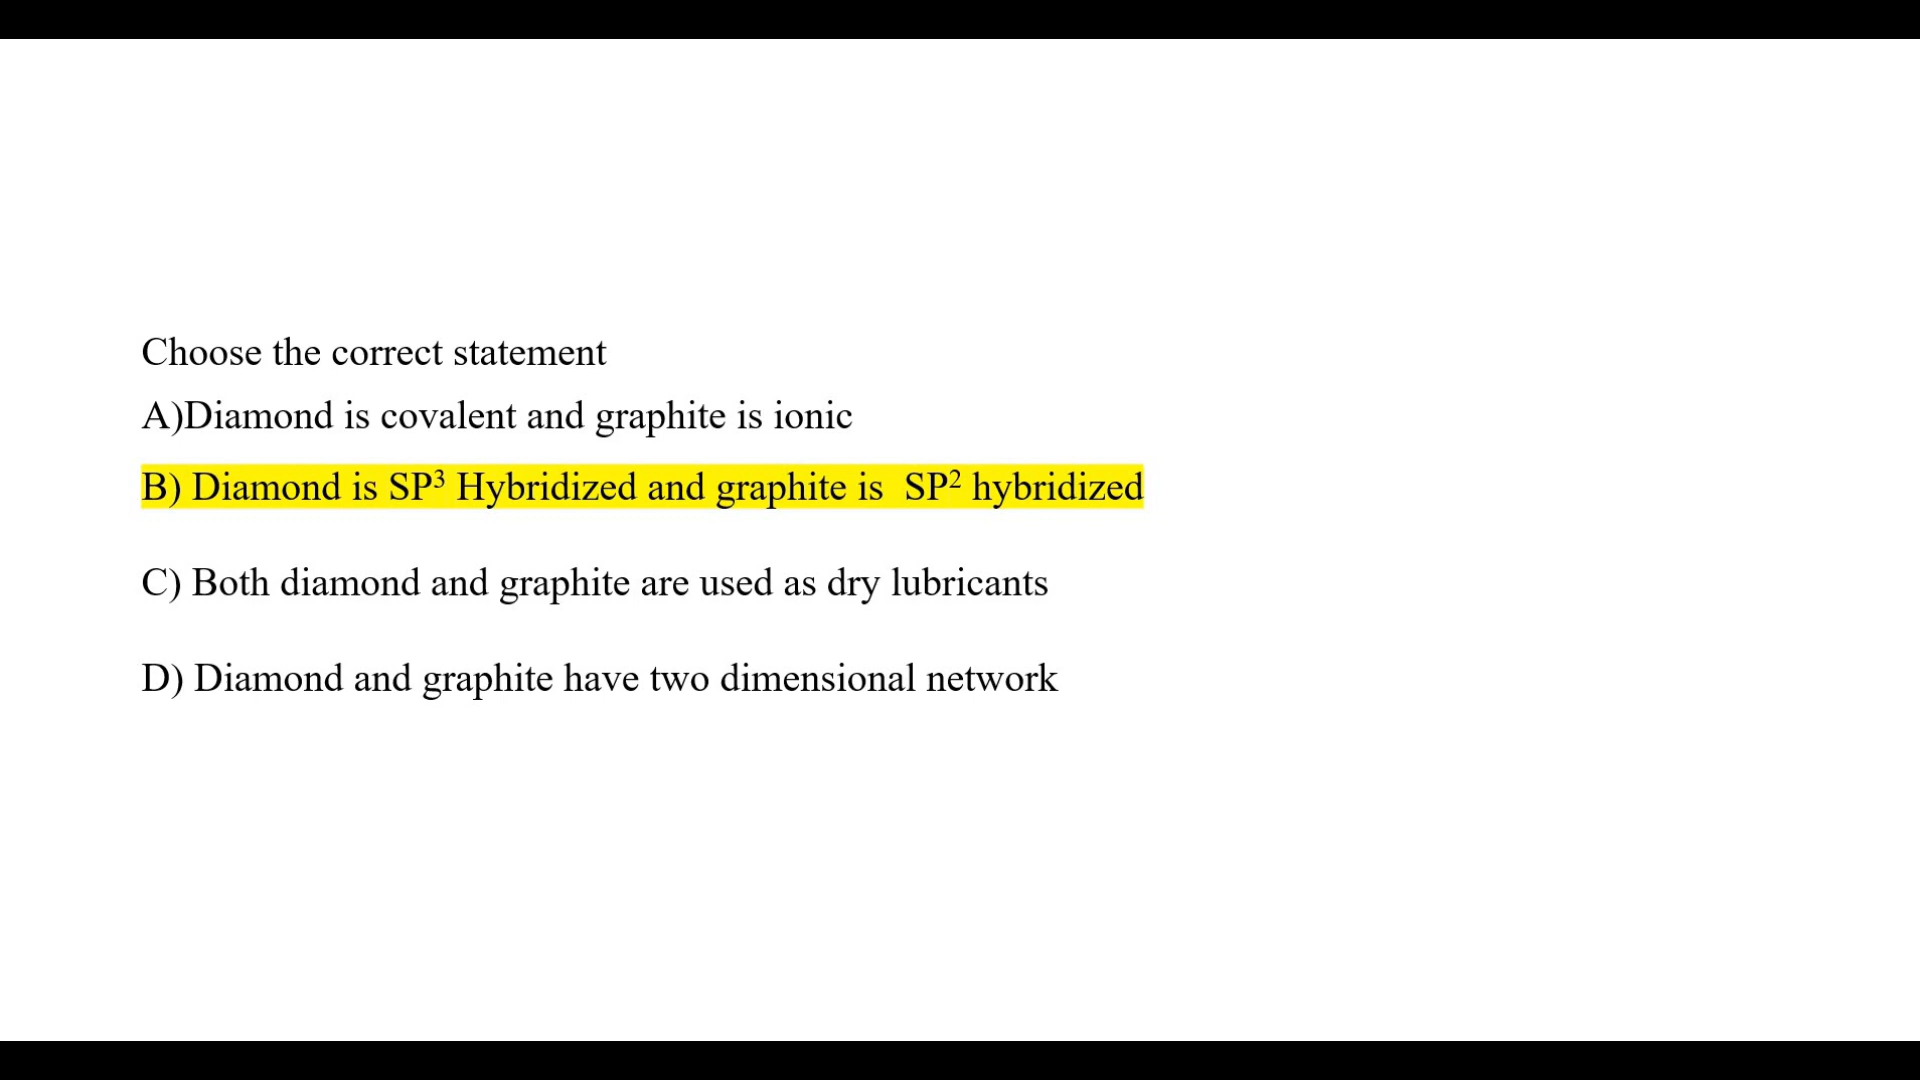 Choose the correct statement
A)Diamond is covalent and graphite is ionic
B) Diamond is SP³ Hybridized and graphite is  SP² hybridized
C) Both diamond and graphite are used as dry lubricants
D) Diamond and graphite have two dimensional network